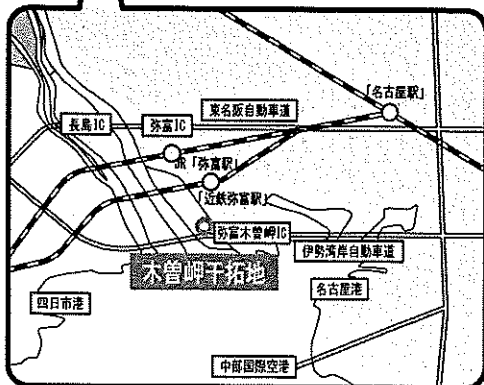 「名古屋駅」
東名阪自動車道
長島IC
弥富IC
JR「弥富駅」
「近鉄弥富駅」
弥富木曽岬IC
伊勢湾岸自動車道
木曽岬干拓地
四日市港
名古屋港
中部国際空港